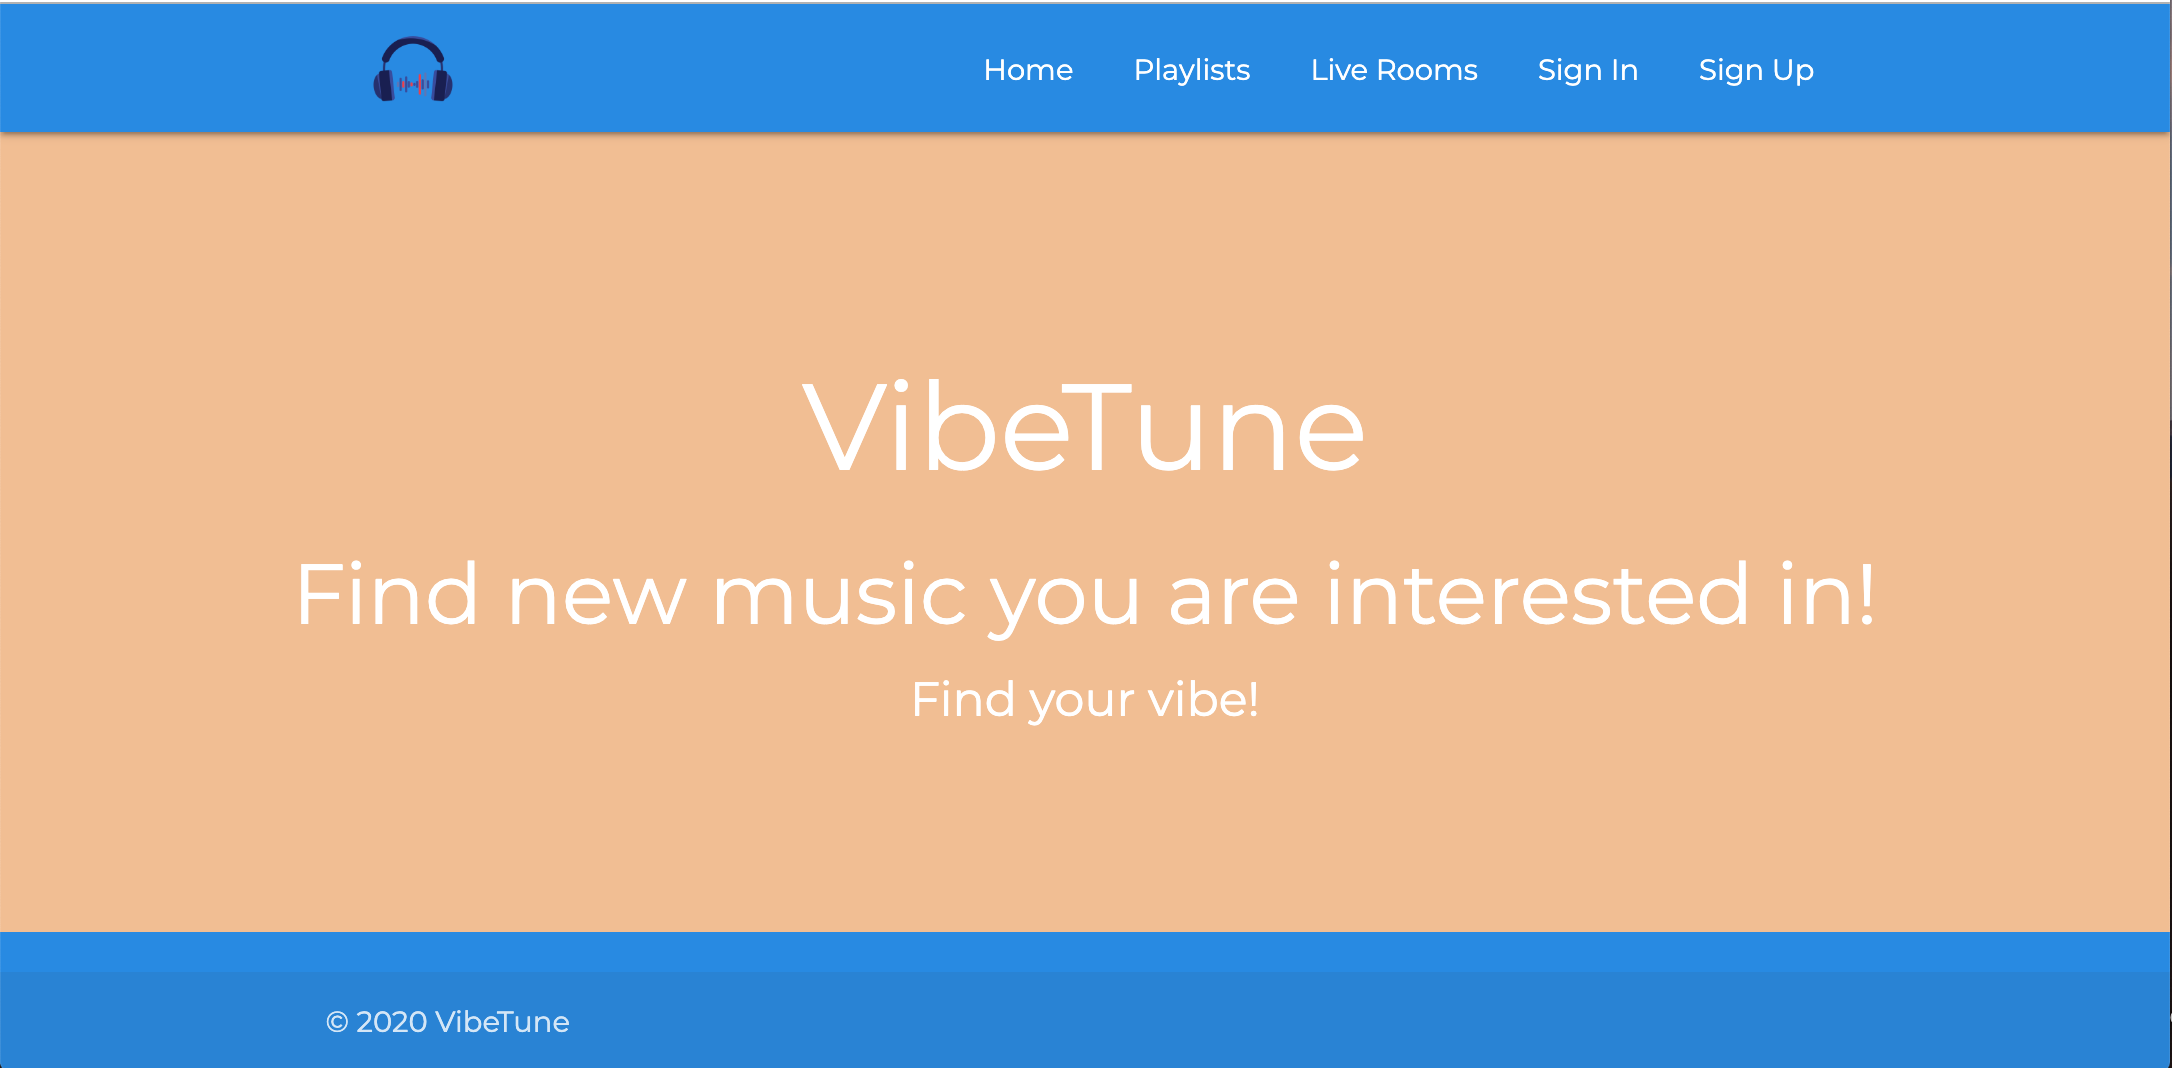 Home Playlists Live Rooms Sign In Sign Up
VibeTune
Find new music you are interested in!
Find your vibe!
© 2020 VibeTune